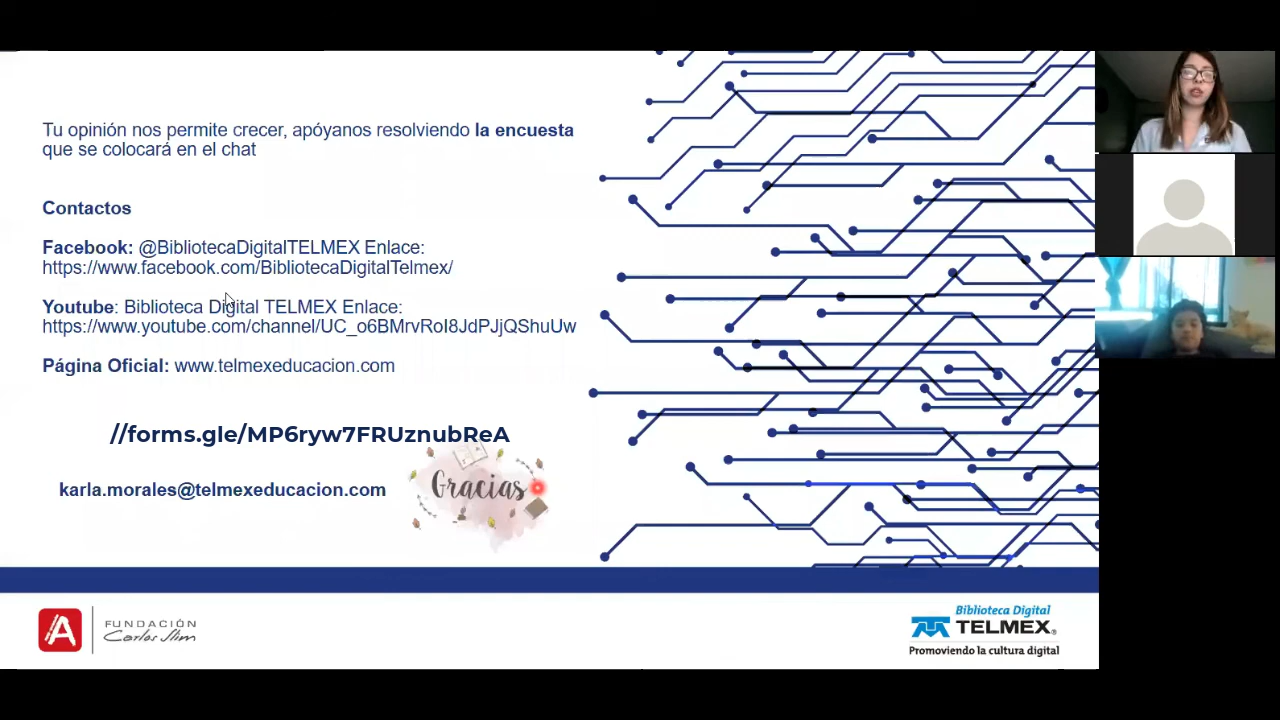 Tu opinión nos permite crecer, apóyanos resolviendo la encuesta
que se colocará en el chat
Contactos
Facebook: @BibliotecaDigitalTELMEX Enlace:
https://www.facebook.com/BibliotecaDigitalTelmex/
Youtube: Biblioteca Digital TELMEX Enlace:
https://www.youtube.com/channel/UC_o6BMrvRoI8JdPJjQShuUw
Página Oficial: www.telmexeducacion.com
//forms.gle/MP6ryw7FRUznubReA
Gracias
karla.morales@telmexeducacion.com
FUNDACIÓN
Carlos Slim
Biblioteca Digital
TELMEX®
Promoviendo la cultura digital